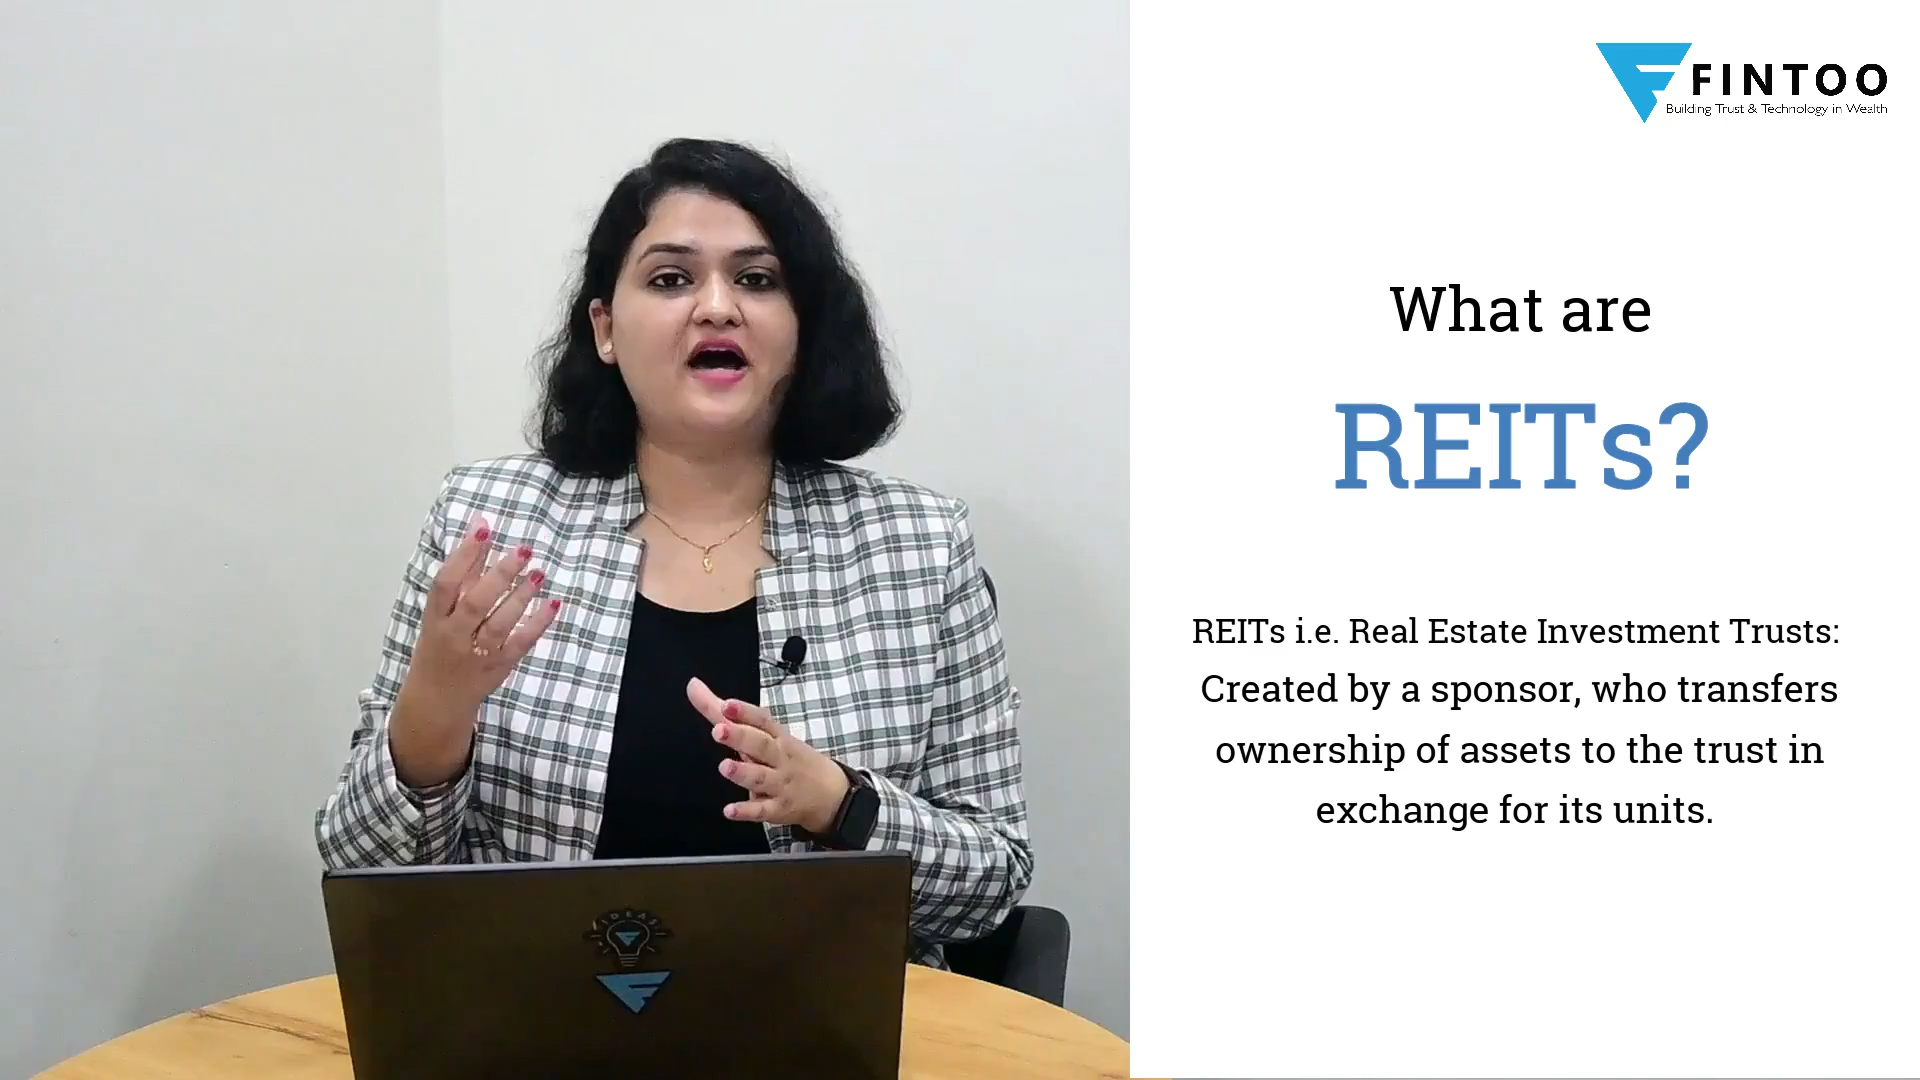 FINTOO
Building Trust & Technology in Wealth
What are
REITs?
REITs i.e. Real Estate Investment Trusts:
Created by a sponsor, who transfers
ownership of assets to the trust in
exchange for its units.
IDEAS